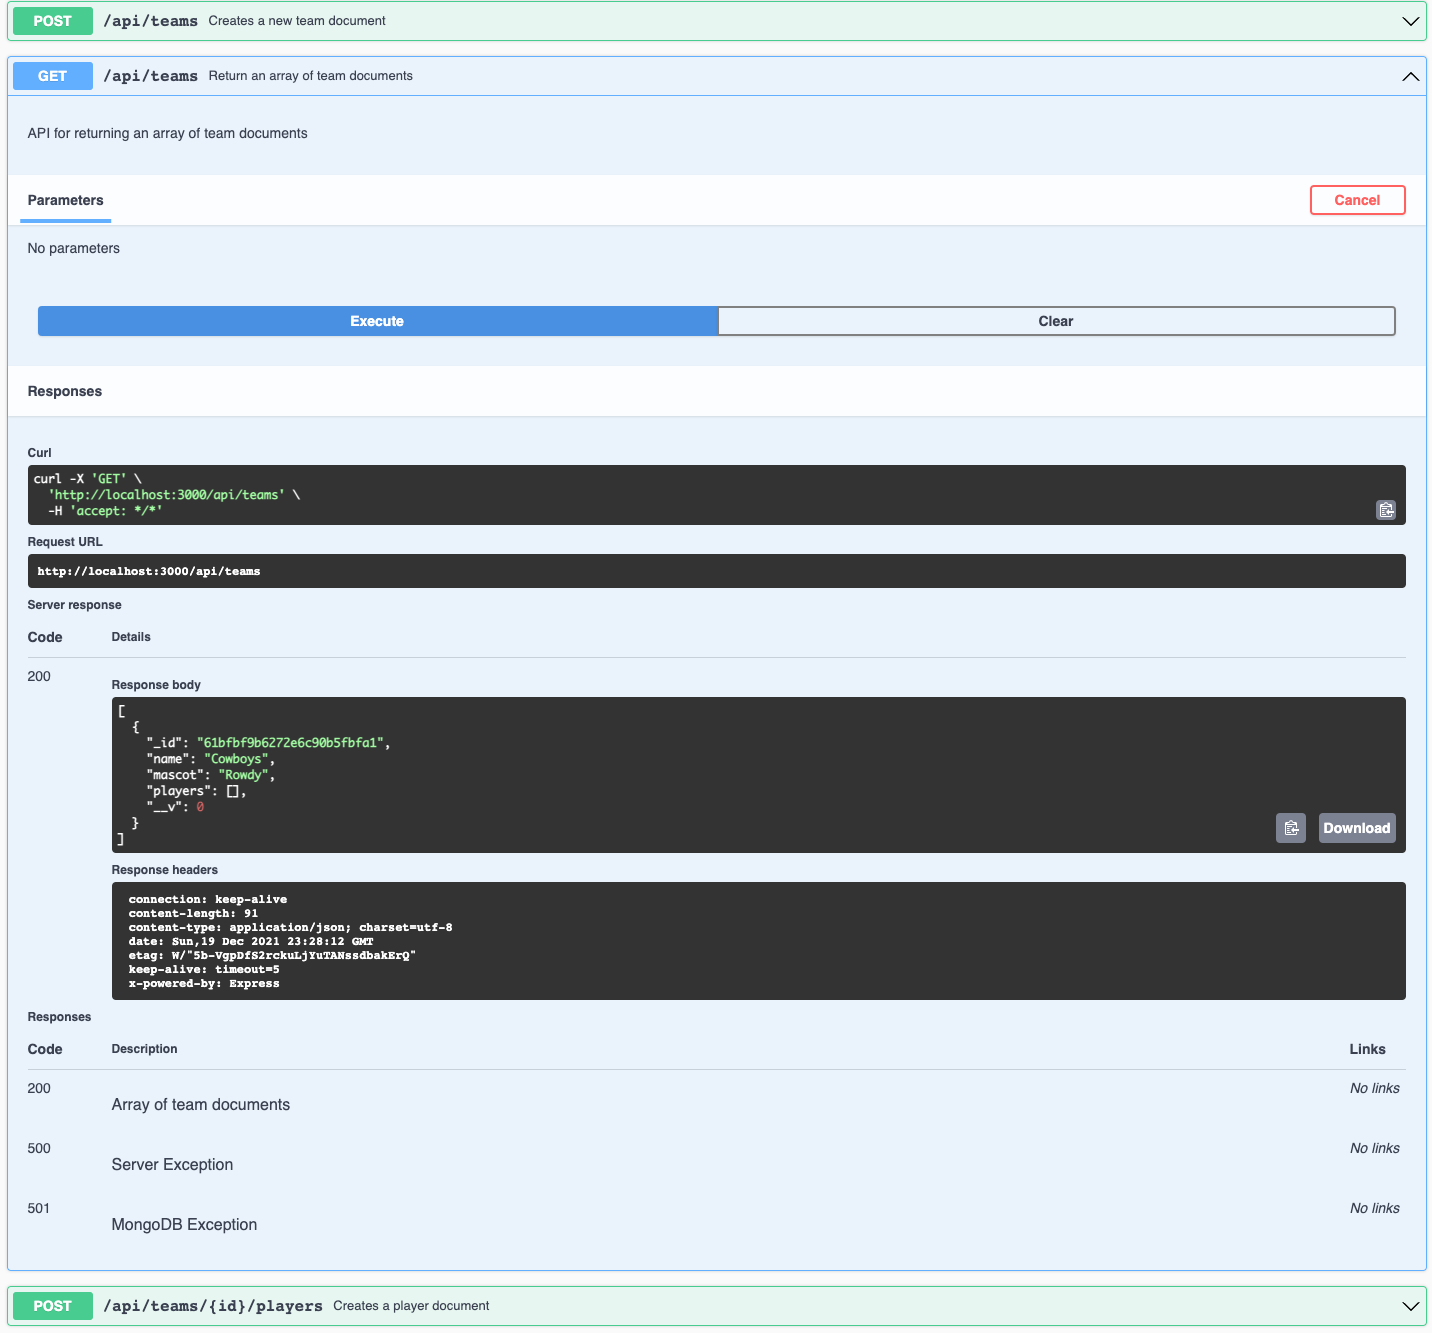 POST /api/teams Creates a new team document
GET /api/teams Return an array of team documents
API for returning an array of team documents
Parameters Cancel
No parameters
Execute Clear
Responses
Curl
curl -X 'GET' \
'http://localhost:3000/api/teams' \
-H 'accept: */*'
Request URL
http://localhost:3000/api/teams
Server response
Code Details
200
Response body
[
{
"_id": "61bfbf9b6272e6c90b5fbfa1",
"name": "Cowboys",
"mascot": "Rowdy",
"players": [],
"__v": 0
}
]
Download
Response headers
connection: keep-alive
content-length: 91
content-type: application/json; charset=utf-8
date: Sun,19 Dec 2021 23:28:12 GMT
etag: W/"5b-VgpDfS2rckuLjYuTANssdbakErQ"
keep-alive: timeout=5
x-powered-by: Express
Responses
Code Description Links
200 No links
Array of team documents
500 No links
Server Exception
501 No links
MongoDB Exception
POST /api/teams/{id}/players Creates a player document